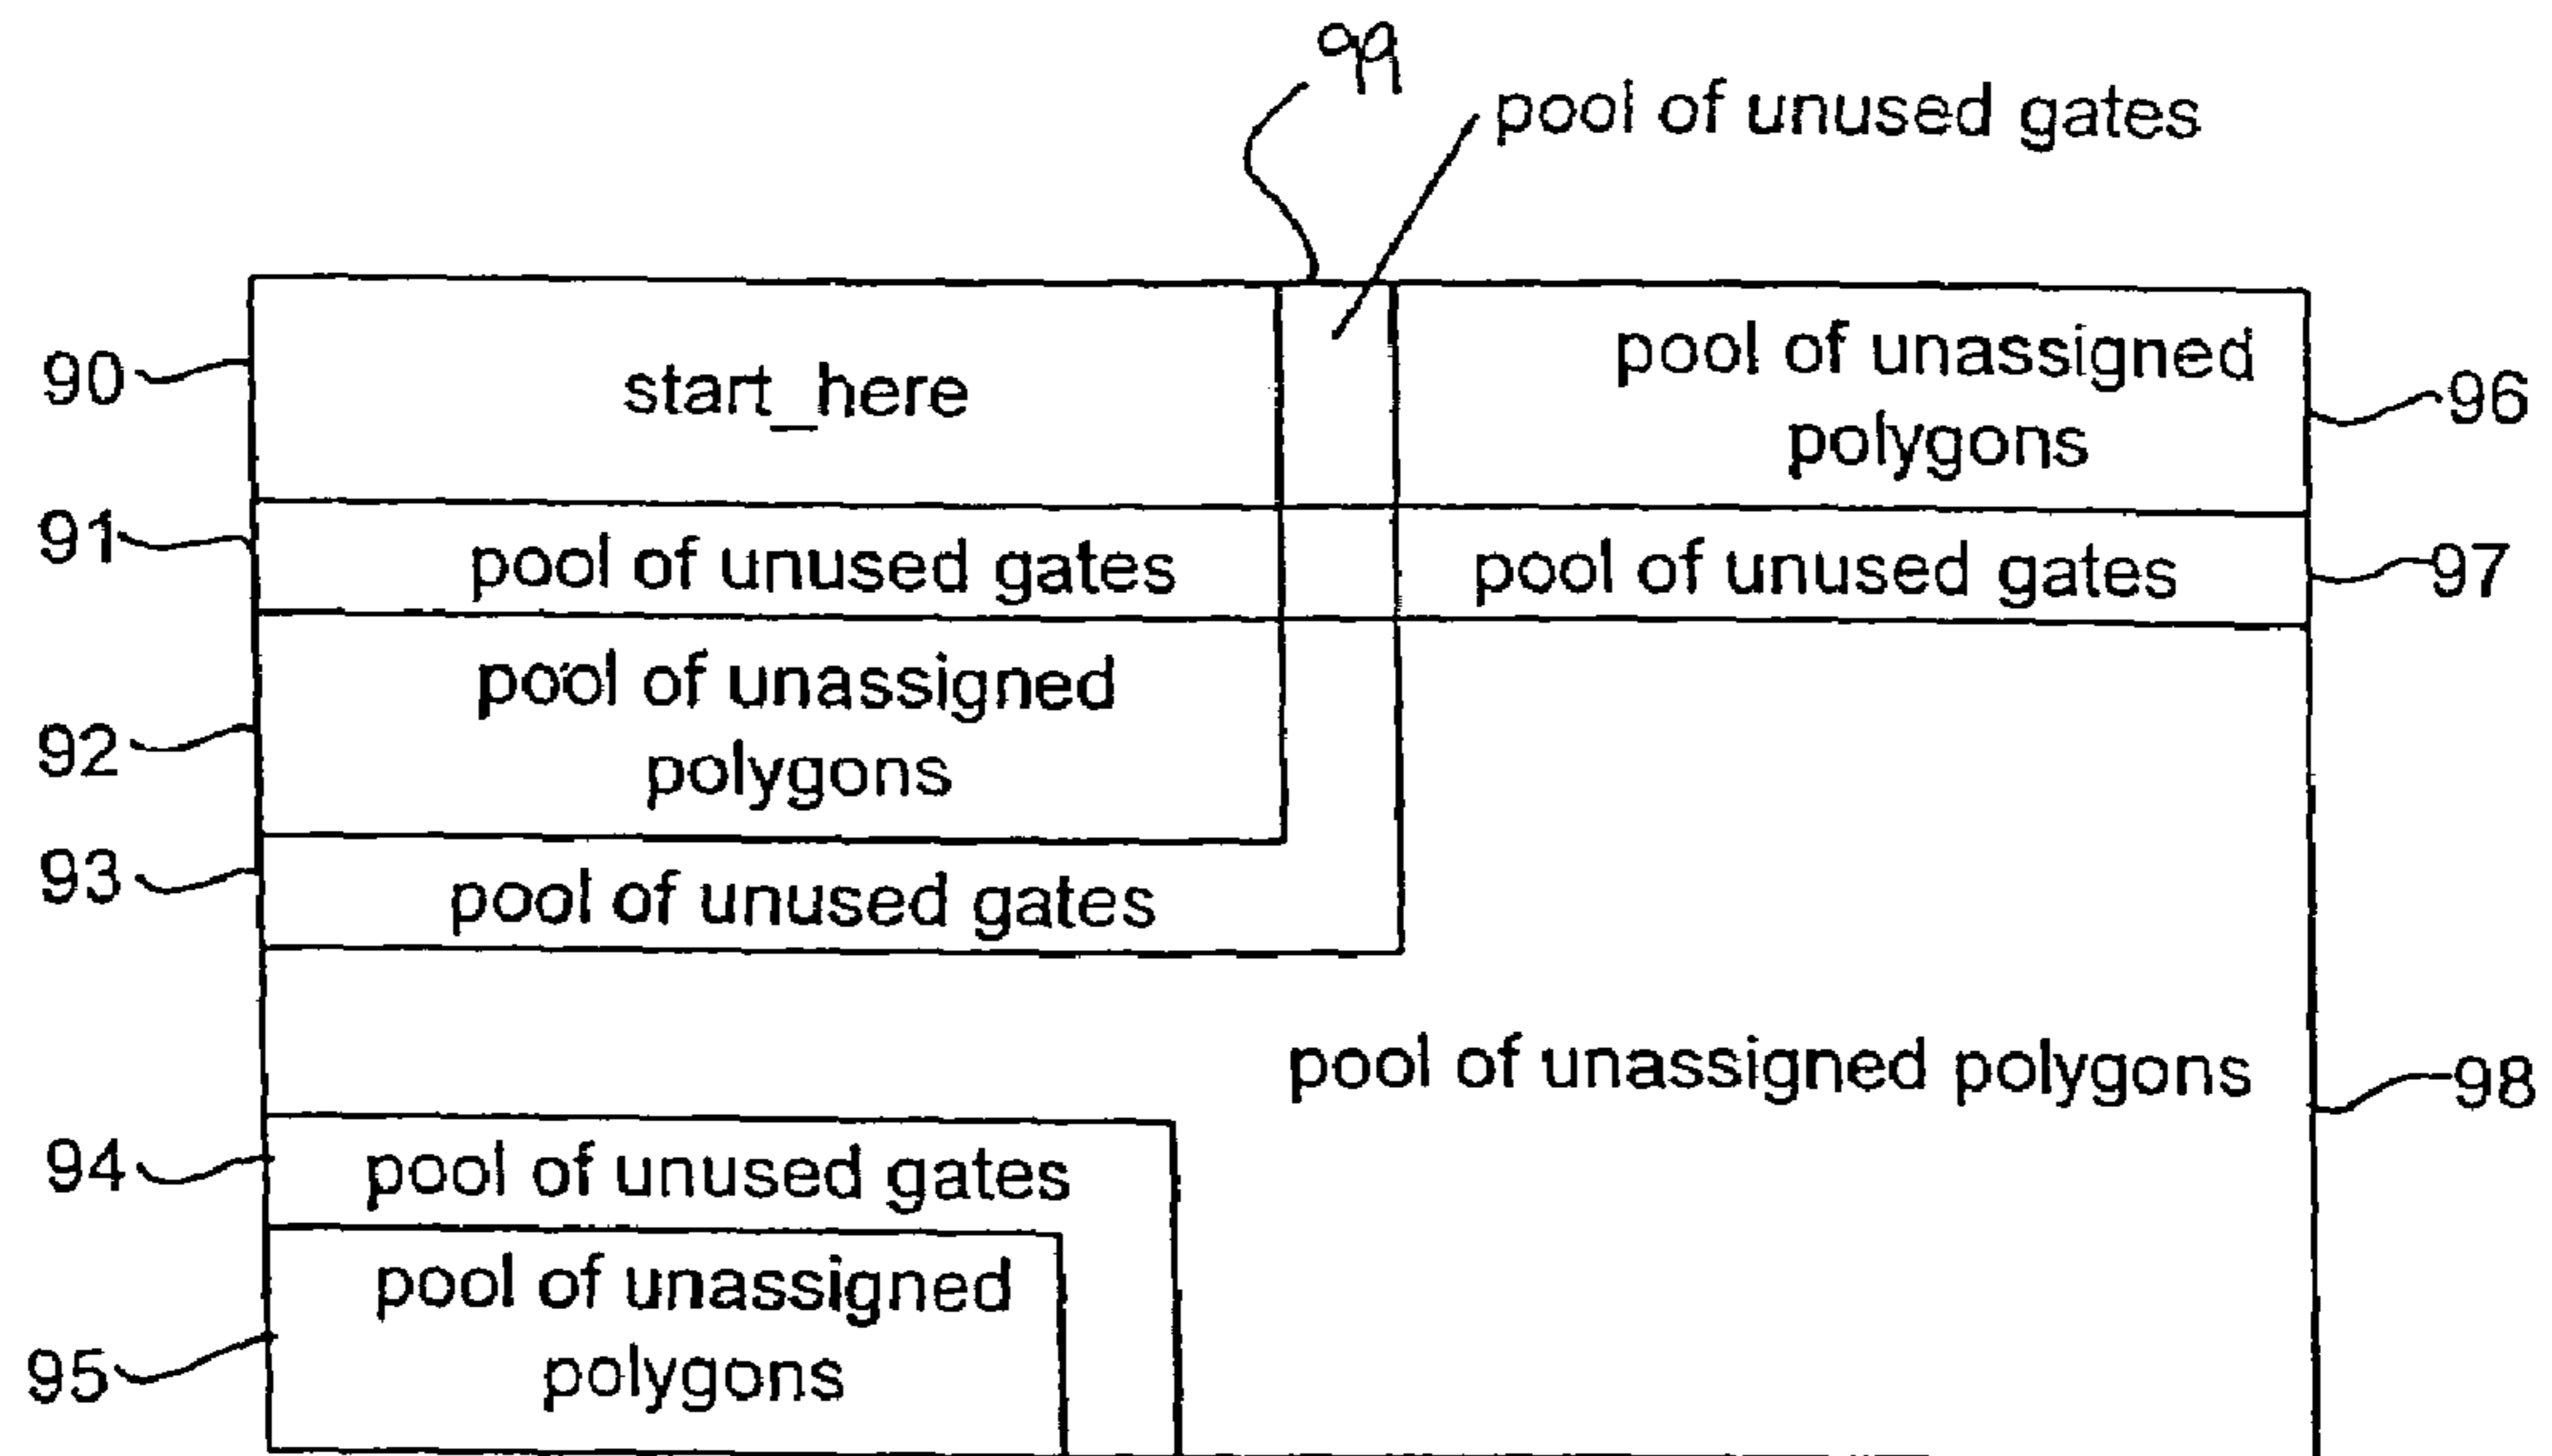 99
pool of unused gates
90
start_here
pool of unassigned
polygons
96
91
pool of unused gates
pool of unused gates
97
92
pool of unassigned
polygons
93
pool of unused gates
pool of unassigned polygons
98
94
pool of unused gates
95
pool of unassigned
polygons